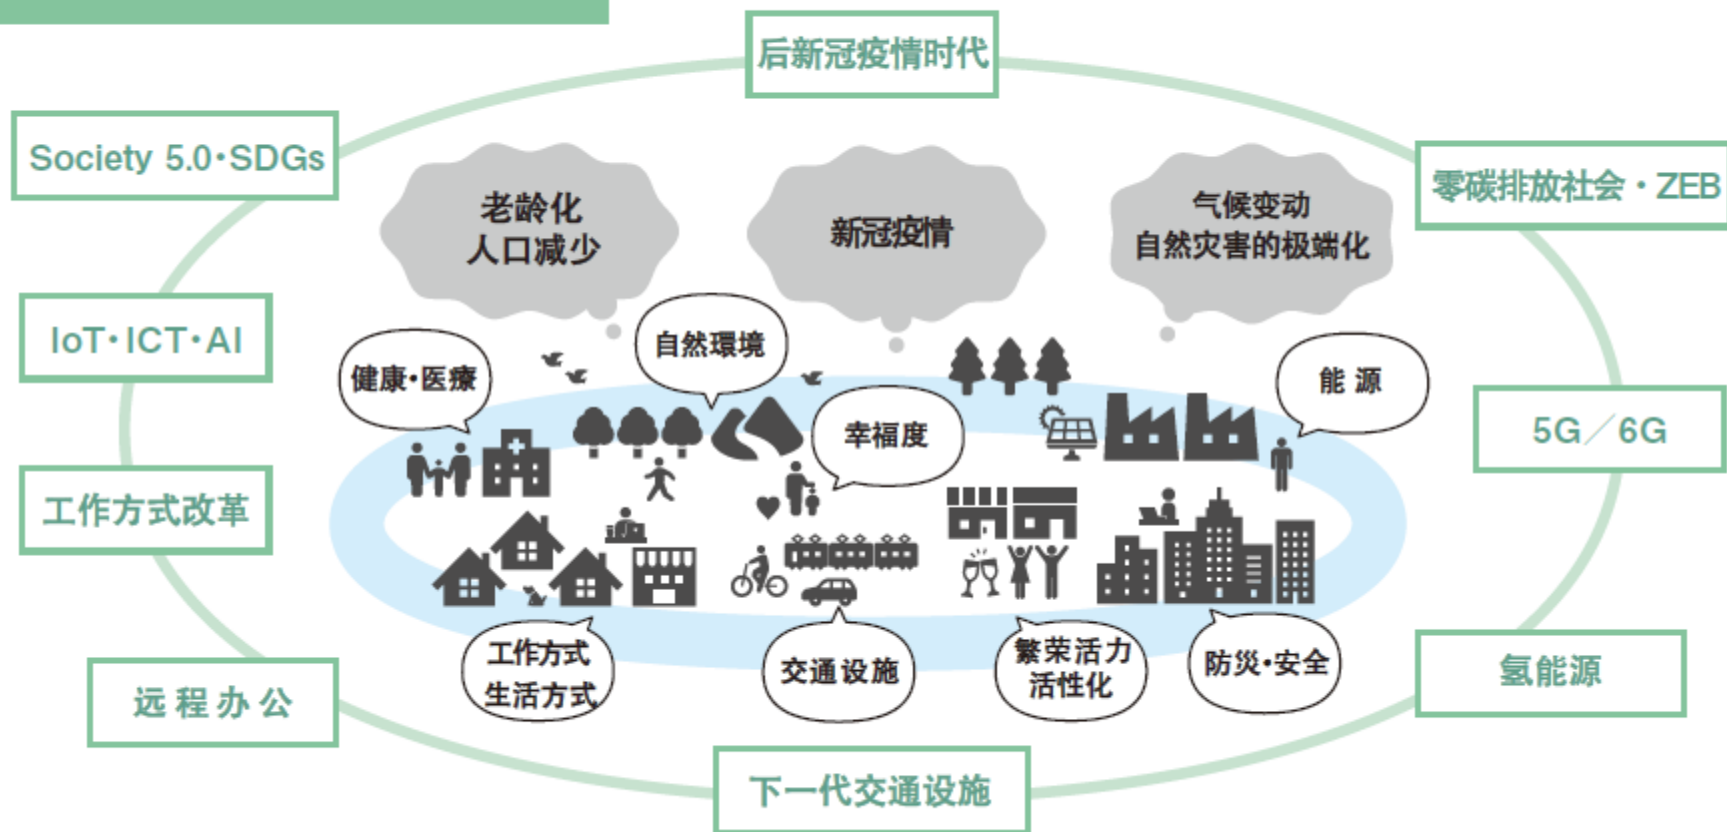 后新冠疫情时代
Society 5.0･SDGs
零碳排放社会・ZEB
老龄化
人口减少
新冠疫情
气候变动
自然灾害的极端化
IoT･ICT･AI
健康･医療
自然環境
幸福度
能 源
5G／6G
工作方式改革
工作方式
生活方式
交通设施
繁荣活力
活性化
防災･安全
远 程 办 公
氢能源
下一代交通设施